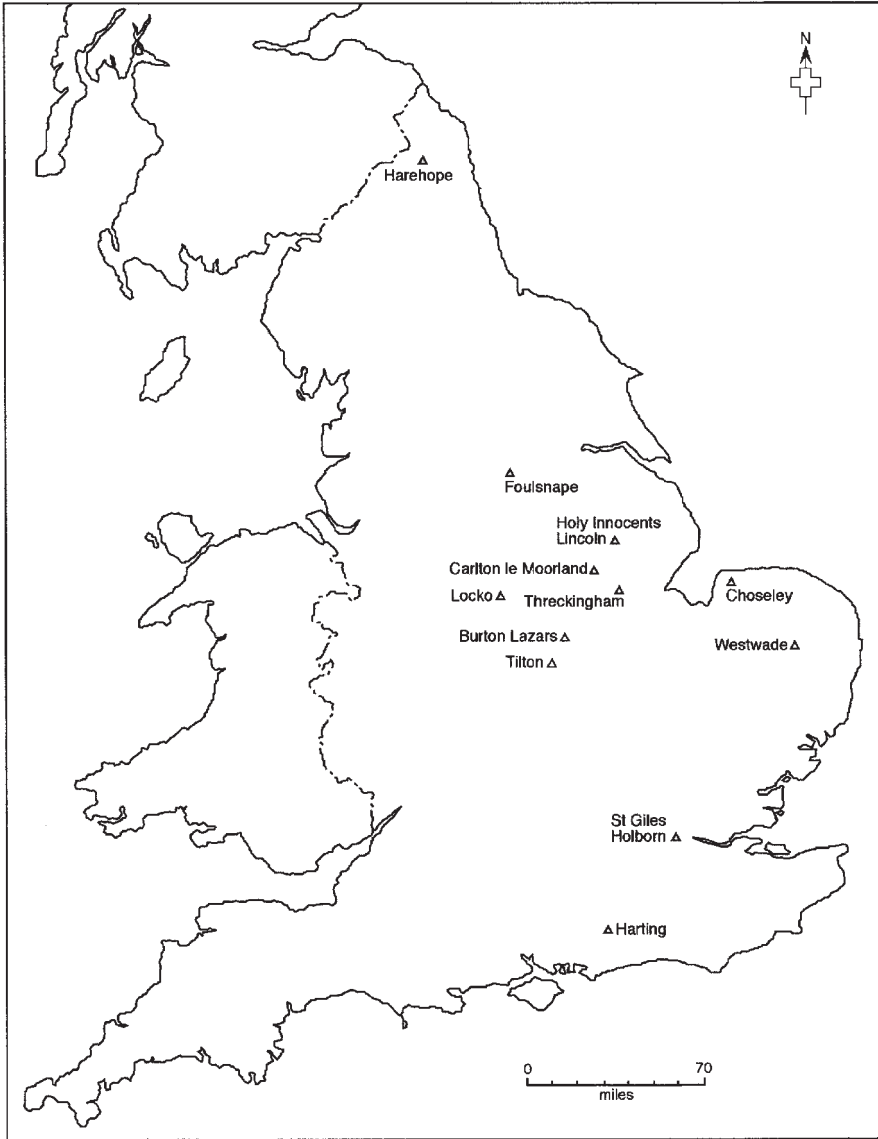 N
Harehope
Foulsnape
Holy Innocents
Lincoln
Carlton le Moorland
Locko
Threckingham
Choseley
Burton Lazars
Westwade
Tilton
St Giles
Holborn
Harting
0 70
miles